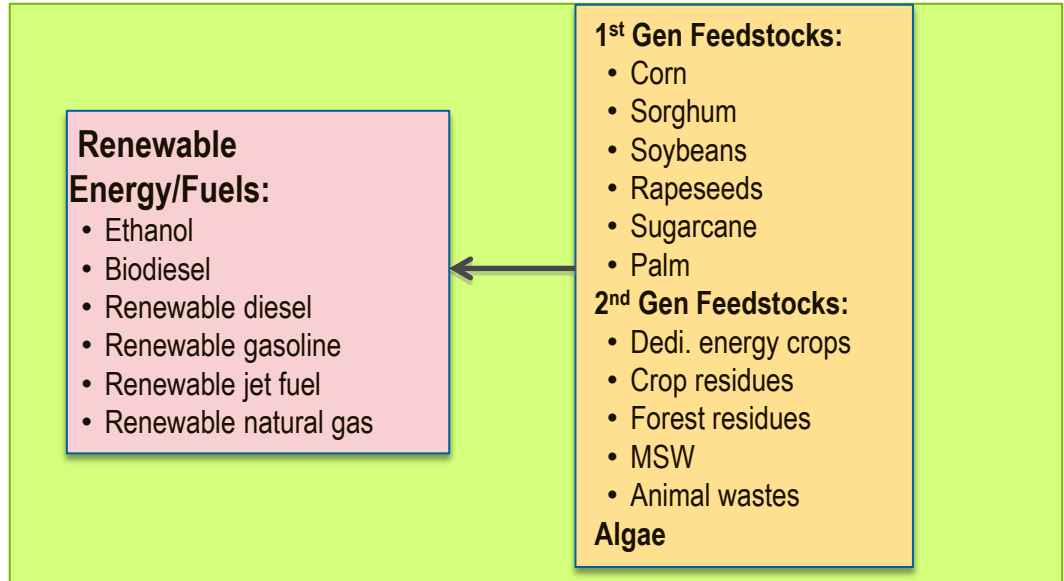 Renewable
Energy/Fuels:
• Ethanol
• Biodiesel
• Renewable diesel
• Renewable gasoline
• Renewable jet fuel
• Renewable natural gas
1st Gen Feedstocks:
• Corn
• Sorghum
• Soybeans
• Rapeseeds
• Sugarcane
• Palm
2nd Gen Feedstocks:
• Dedi. energy crops
• Crop residues
• Forest residues
• MSW
• Animal wastes
Algae